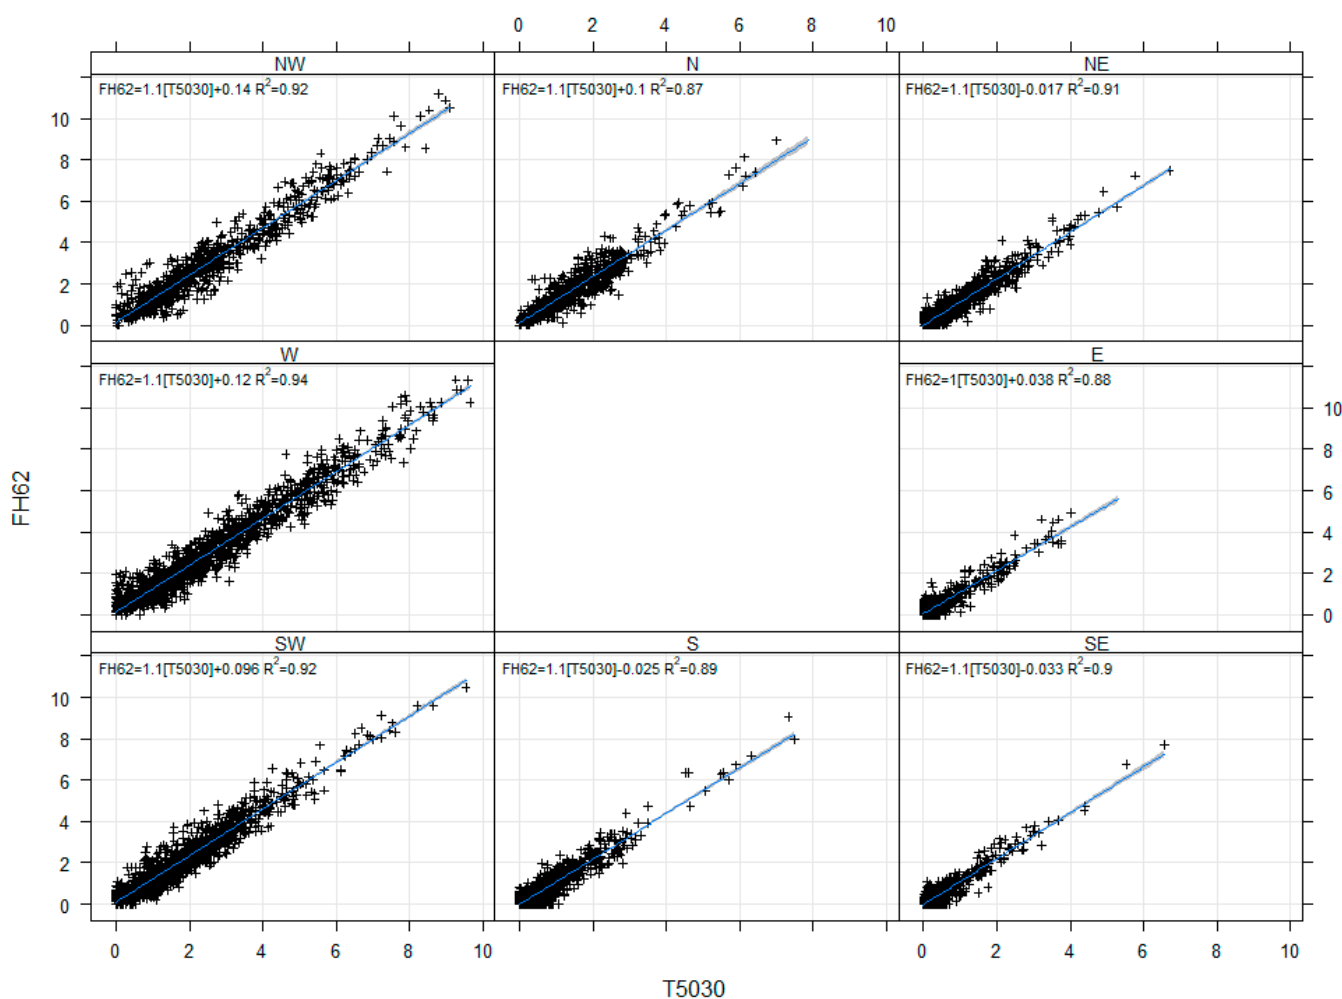 0 2 4 6 8 10
NW N NE
FH62=1.1[T5030]+0.14 R²=0.92
FH62=1.1[T5030]+0.1 R²=0.87
FH62=1.1[T5030]-0.017 R²=0.91
10
8
6
4
2
0
W E
FH62=1.1[T5030]+0.12 R²=0.94
FH62=1[T5030]+0.038 R²=0.88
10
8
6
4
2
0
FH62
SW S SE
FH62=1.1[T5030]+0.096 R²=0.92
FH62=1.1[T5030]-0.025 R²=0.89
FH62=1.1[T5030]-0.033 R²=0.9
10
8
6
4
2
0
0 2 4 6 8 10 0 2 4 6 8 10
T5030